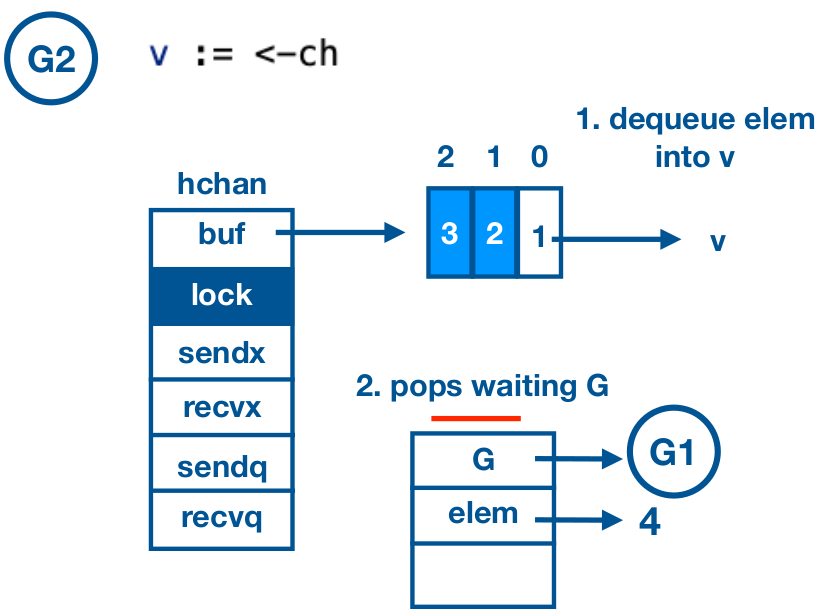 G2
v := <-ch
1. dequeue elem
into v
2 1 0
hchan
buf
3 2 1
v
lock
sendx
recvx
sendq
recvq
2. pops waiting G
G
G1
elem
4